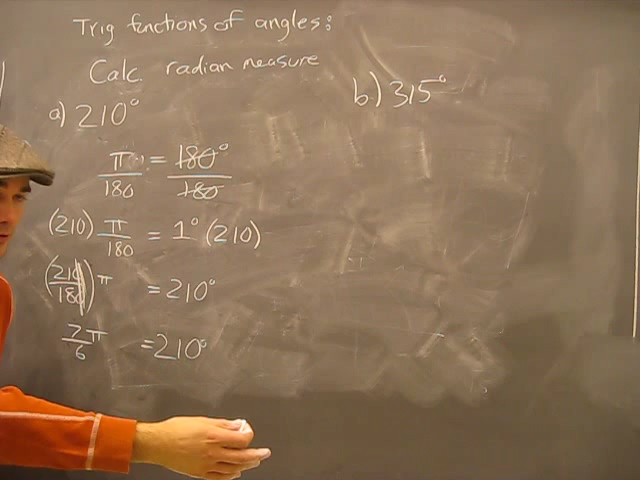 Trig functions of angles:
Calc. radian measure
a) 210°
π/180 = 180°/180
(210) π/180 = 1° (210)
(210/180) π = 210°
7/6 π = 210°
b.) 315°